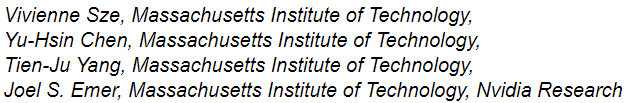 Vivienne Sze, Massachusetts Institute of Technology,
Yu-Hsin Chen, Massachusetts Institute of Technology,
Tien-Ju Yang, Massachusetts Institute of Technology,
Joel S. Emer, Massachusetts Institute of Technology, Nvidia Research